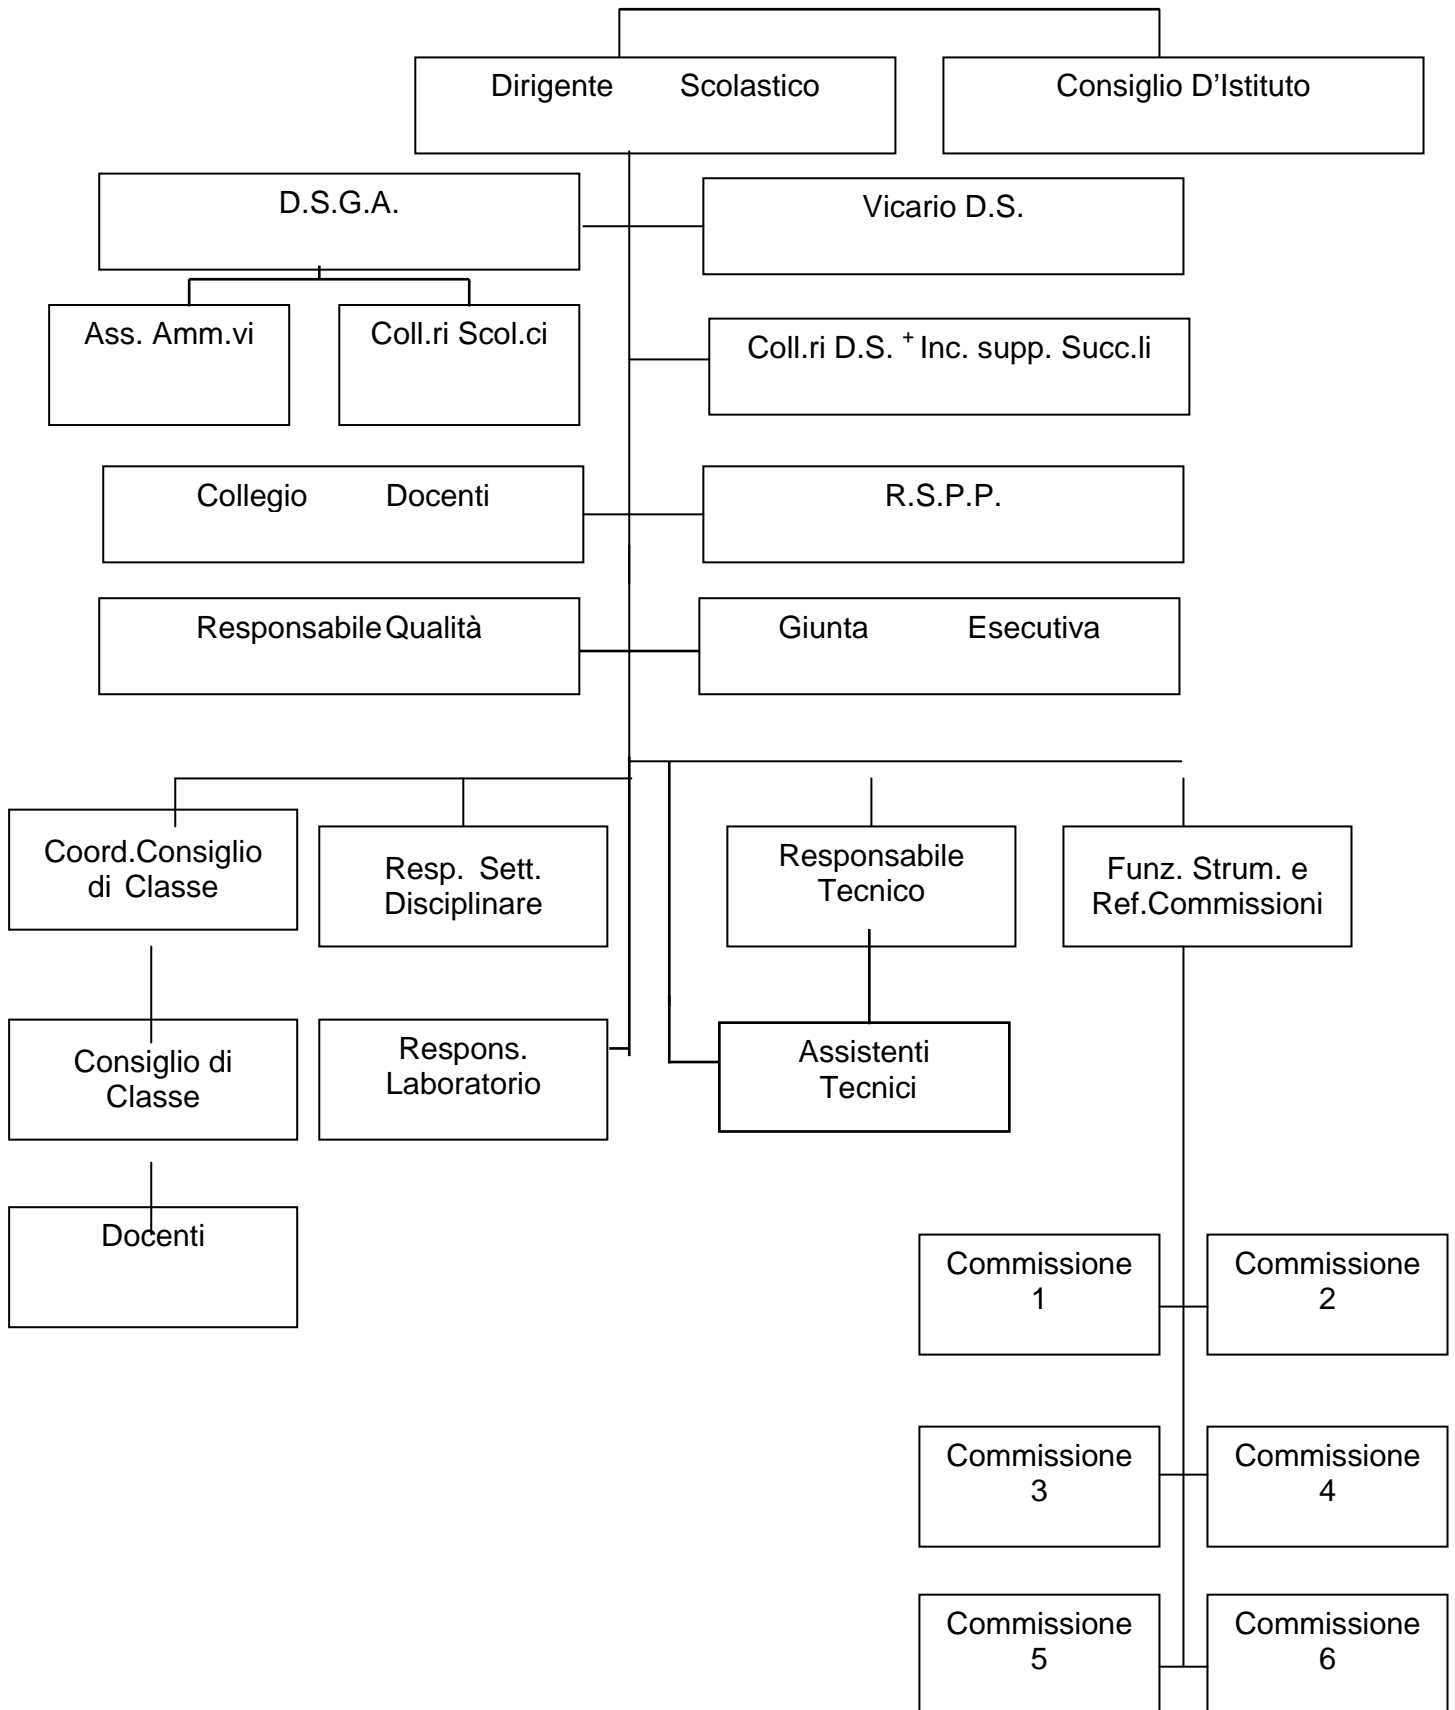 Dirigente Scolastico
Consiglio D'Istituto
D.S.G.A.
Vicario D.S.
Ass. Amm.vi
Coll.ri Scol.ci
Coll.ri D.S. + Inc. supp. Succ.li
Collegio Docenti
R.S.P.P.
Responsabile Qualità
Giunta Esecutiva
Coord.Consiglio
di Classe
Resp. Sett.
Disciplinare
Responsabile
Tecnico
Funz. Strum. e
Ref.Commissioni
Consiglio di
Classe
Respons.
Laboratorio
Assistenti
Tecnici
Docenti
Commissione
1
Commissione
2
Commissione
3
Commissione
4
Commissione
5
Commissione
6